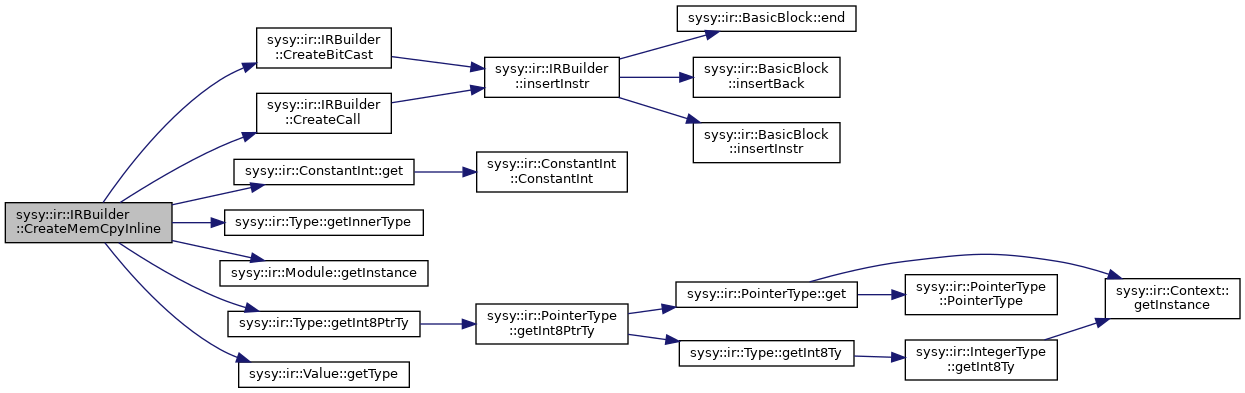 sysy::ir::IRBuilder
::CreateMemCpyInline
sysy::ir::IRBuilder
::CreateBitCast
sysy::ir::IRBuilder
::CreateCall
sysy::ir::ConstantInt::get
sysy::ir::Type::getInnerType
sysy::ir::Module::getInstance
sysy::ir::Type::getInt8PtrTy
sysy::ir::Value::getType
sysy::ir::IRBuilder
::insertInstr
sysy::ir::ConstantInt
::ConstantInt
sysy::ir::PointerType
::getInt8PtrTy
sysy::ir::BasicBlock::end
sysy::ir::BasicBlock
::insertBack
sysy::ir::BasicBlock
::insertInstr
sysy::ir::PointerType::get
sysy::ir::Type::getInt8Ty
sysy::ir::PointerType
::PointerType
sysy::ir::IntegerType
::getInt8Ty
sysy::ir::Context::
getInstance